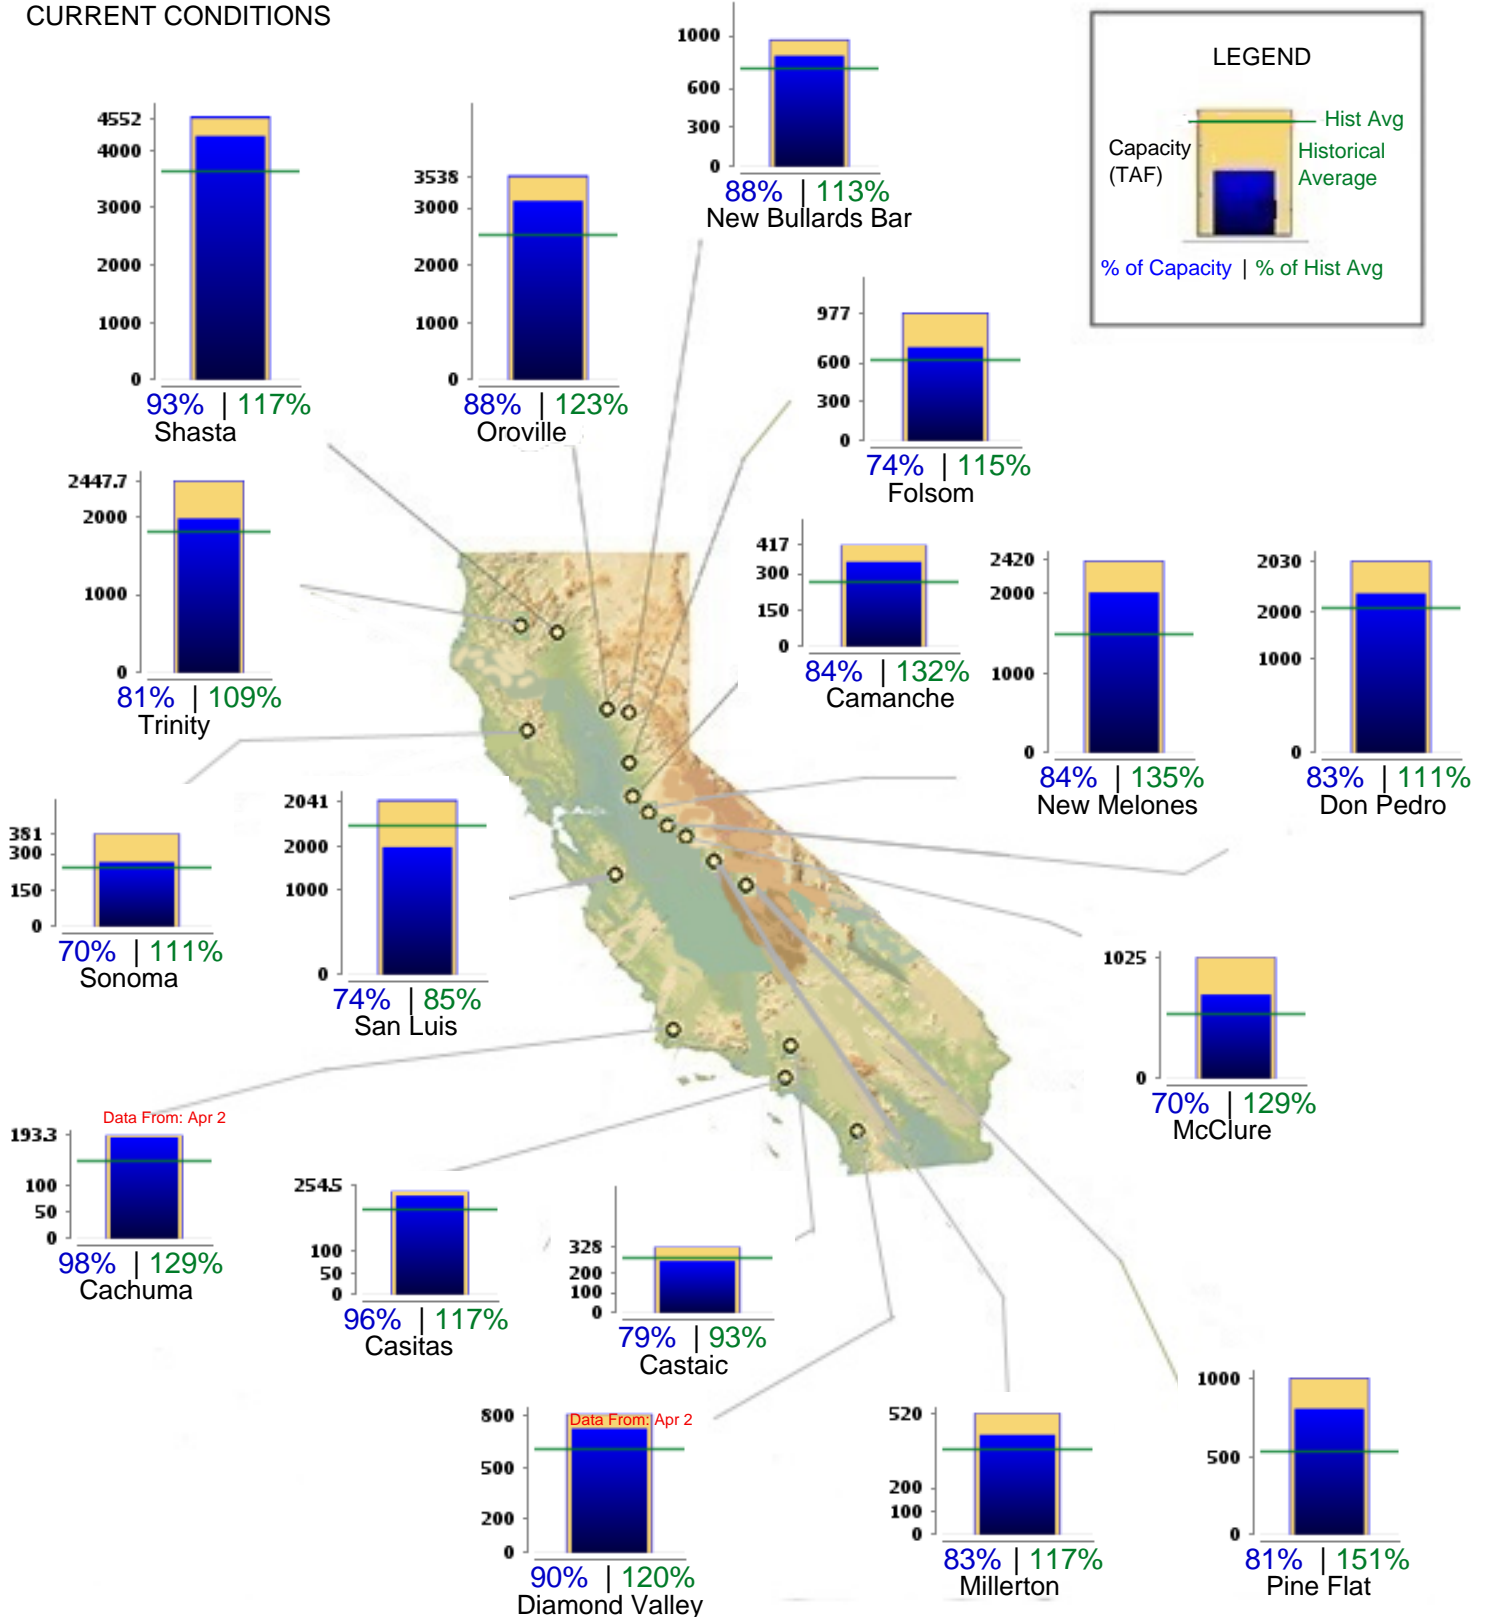 CURRENT CONDITIONS
1000
600
300
0
88% | 113%
New Bullards Bar
LEGEND
Hist Avg
Capacity
(TAF)
Historical
Average
% of Capacity | % of Hist Avg
4552
4000
3000
2000
1000
0
93% | 117%
Shasta
3538
3000
2000
1000
0
88% | 123%
Oroville
977
600
300
0
74% | 115%
Folsom
2447.7
2000
1000
0
81% | 109%
Trinity
417
300
150
0
84% | 132%
Camanche
2420
2000
1000
0
84% | 135%
New Melones
2030
2000
1000
0
83% | 111%
Don Pedro
381
300
150
0
70% | 111%
Sonoma
2041
2000
1000
0
74% | 85%
San Luis
1025
0
70% | 129%
McClure
Data From: Apr 2
193.3
100
50
0
98% | 129%
Cachuma
254.5
100
50
0
96% | 117%
Casitas
328
200
100
0
79% | 93%
Castaic
800
Data From: Apr 2
500
200
0
90% | 120%
Diamond Valley
520
200
100
0
83% | 117%
Millerton
1000
500
0
81% | 151%
Pine Flat